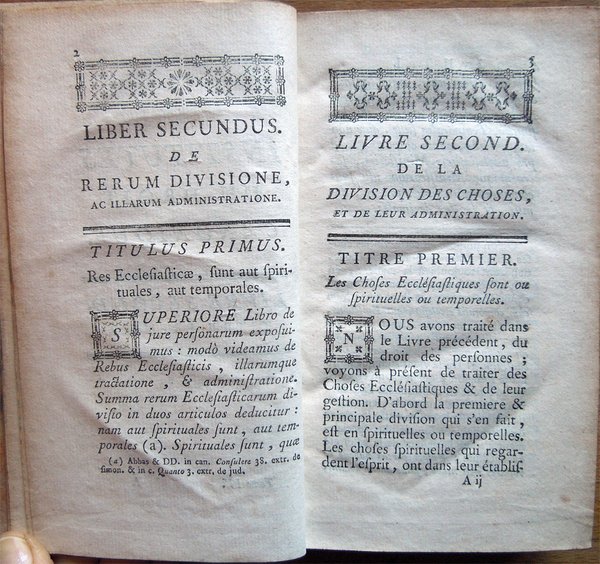 2
LIBER SECUNDUS.
DE
RERUM DIVISIONE,
AC ILLARUM ADMINISTRATIONE.
TITULUS PRIMUS.
Res Ecclesiasticæ, sunt aut spiri-
tuales, aut temporales.
SUPERIORE Libro de
jure personarum exposui-
mus : modò videamus de
Rebus Ecclesiasticis, illarumque
tractatione, & administratione.
Summa rerum Ecclesiasticarum di-
visio in duos articulos deducitur :
nam aut spirituales sunt, aut tem-
porales (a). Spirituales sunt, quæ
(a) Abbas & DD. in can. Consulere 38. extr. de
simon. & in c. Quanto 3. extr. de jud.
3
LIVRE SECOND.
DE LA
DIVISION DES CHOSES,
ET DE LEUR ADMINISTRATION.
TITRE PREMIER.
Les Choses Ecclésiastiques sont ou
spirituelles ou temporelles.
NOUS avons traité dans
le Livre précédent, du
droit des personnes ;
voyons à présent de traiter des
Choses Ecclésiastiques & de leur
gestion. D'abord la premiere &
principale division qui s'en fait,
est en spirituelles ou temporelles.
Les choses spirituelles qui regar-
dent l'esprit, ont dans leur établis-
A ij